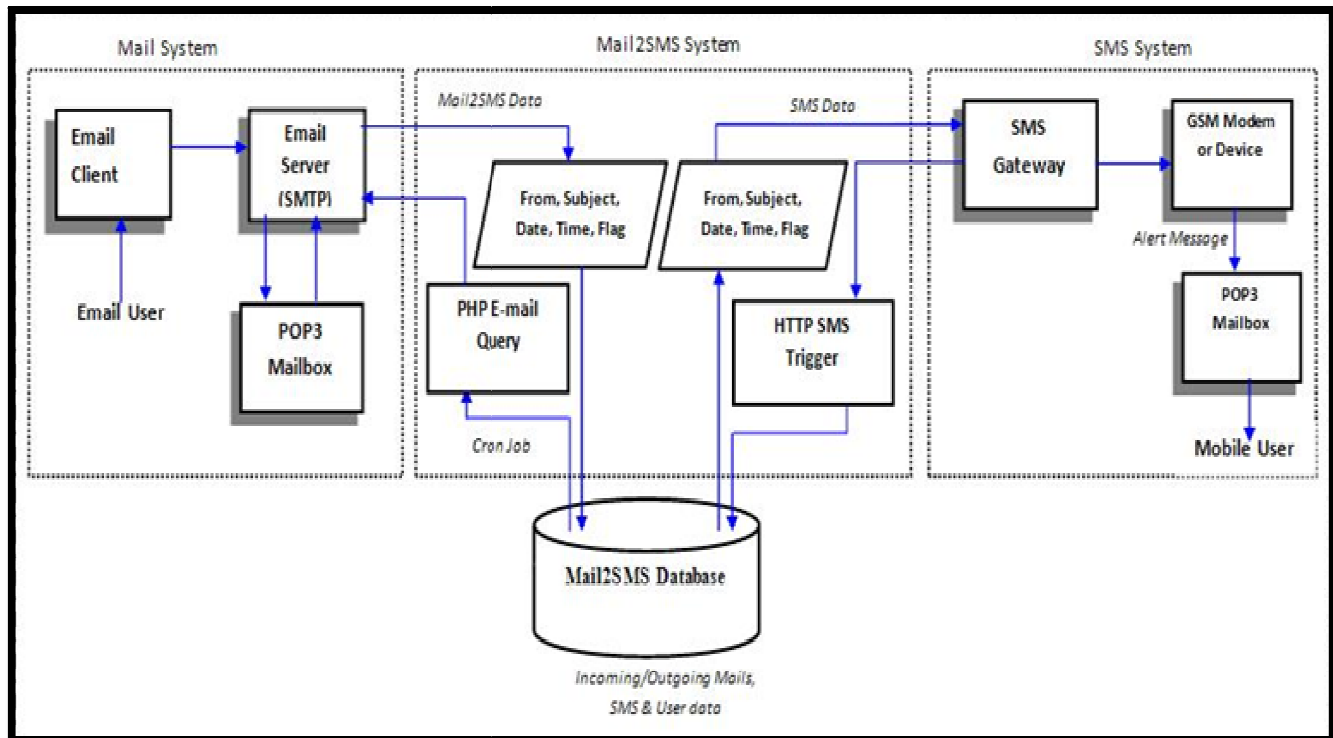 Mail System
Mail2SMS System
SMS System
Email
Client
Email
Server
(SMTP)
Email User
POP3
Mailbox
Mail2SMS Data
From, Subject,
Date, Time, Flag
PHP E-mail
Query
Cron Job
SMS Data
From, Subject,
Date, Time, Flag
HTTP SMS
Trigger
SMS
Gateway
GSM Modem
or Device
Alert Message
POP3
Mailbox
Mobile User
Mail2SMS Database
Incoming/Outgoing Mails,
SMS & User data